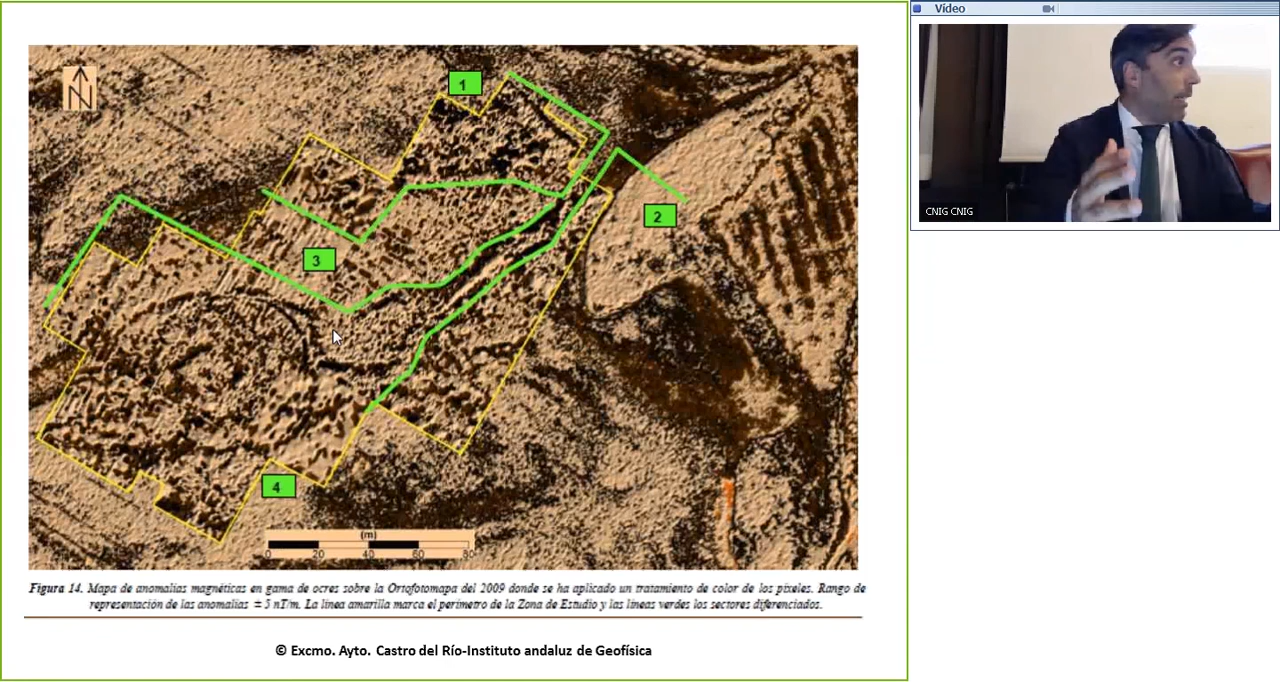 Vídeo
CNIG CNIG
N
1
2
3
4
(m)
0 20 40 60 80
Figura 14. Mapa de anomalías magnéticas en gama de ocres sobre la Ortofotomapa del 2009 donde se ha aplicado un tratamiento de color de los píxeles. Rango de
representación de las anomalías ± 5 nT/m. La línea amarilla marca el perímetro de la Zona de Estudio y las líneas verdes los sectores diferenciados.
© Excmo. Ayto. Castro del Río-Instituto andaluz de Geofísica